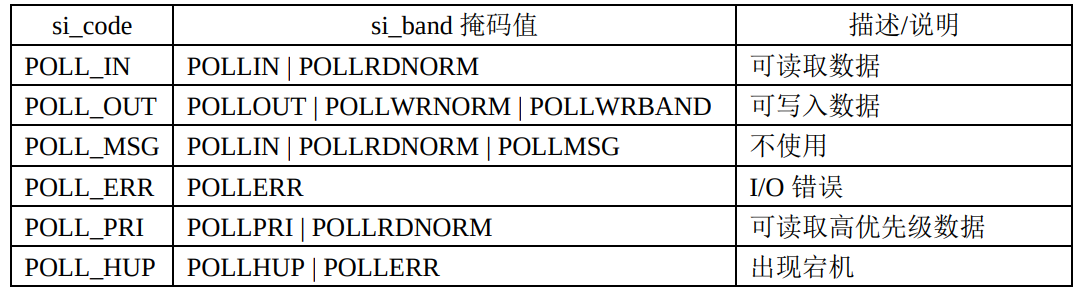 si_code si_band 掩码值 描述/说明
POLL_IN POLLIN | POLLRDNORM 可读取数据
POLL_OUT POLLOUT | POLLWRNORM | POLLWRBAND 可写入数据
POLL_MSG POLLIN | POLLRDNORM | POLLMSG 不使用
POLL_ERR POLLERR I/O 错误
POLL_PRI POLLPRI | POLLRDNORM 可读取高优先级数据
POLL_HUP POLLHUP | POLLERR 出现宕机